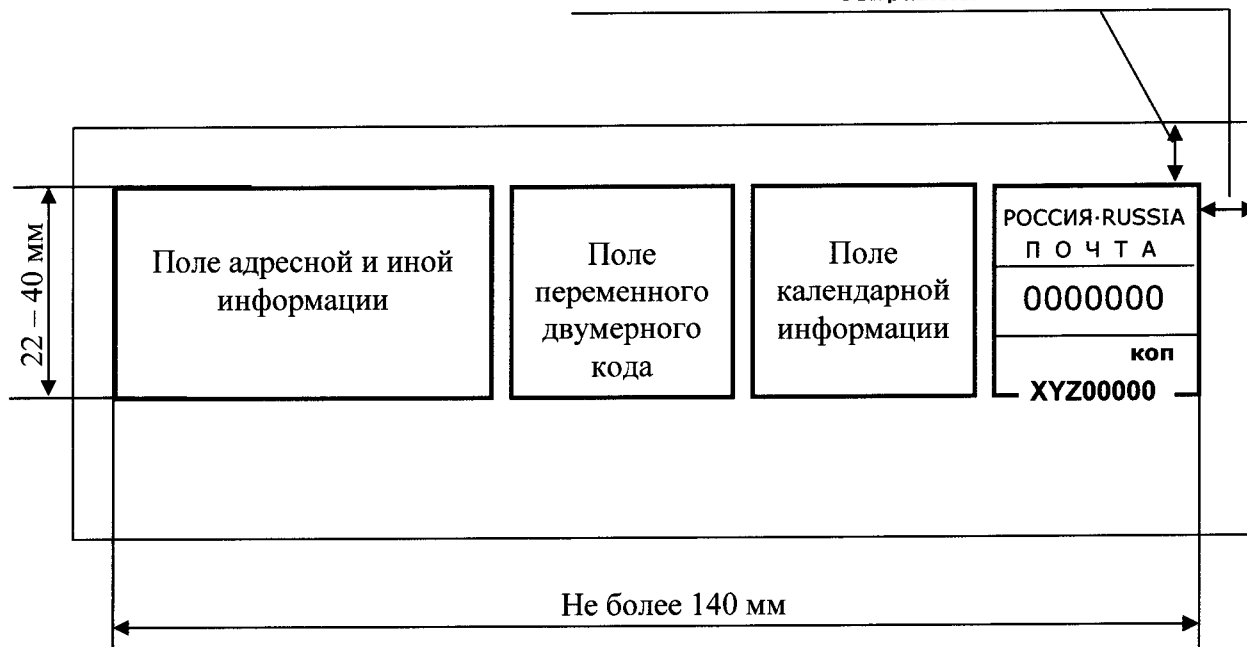 22 – 40 мм
Поле адресной и иной
информации
Поле
переменного
двумерного
кода
Поле
календарной
информации
РОССИЯ·RUSSIA
ПОЧТА
0000000
коп
XYZ00000
Не более 140 мм